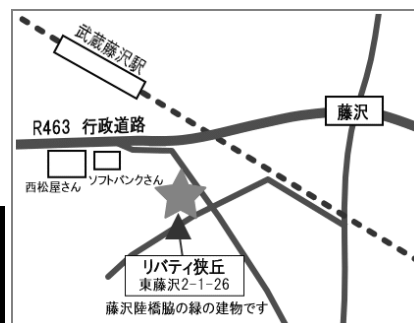 武蔵藤沢駅
藤沢
R463 行政道路
西松屋さん
ソフトバンクさん
リバティ狭丘
東藤沢2-1-26
藤沢陸橋脇の緑の建物です